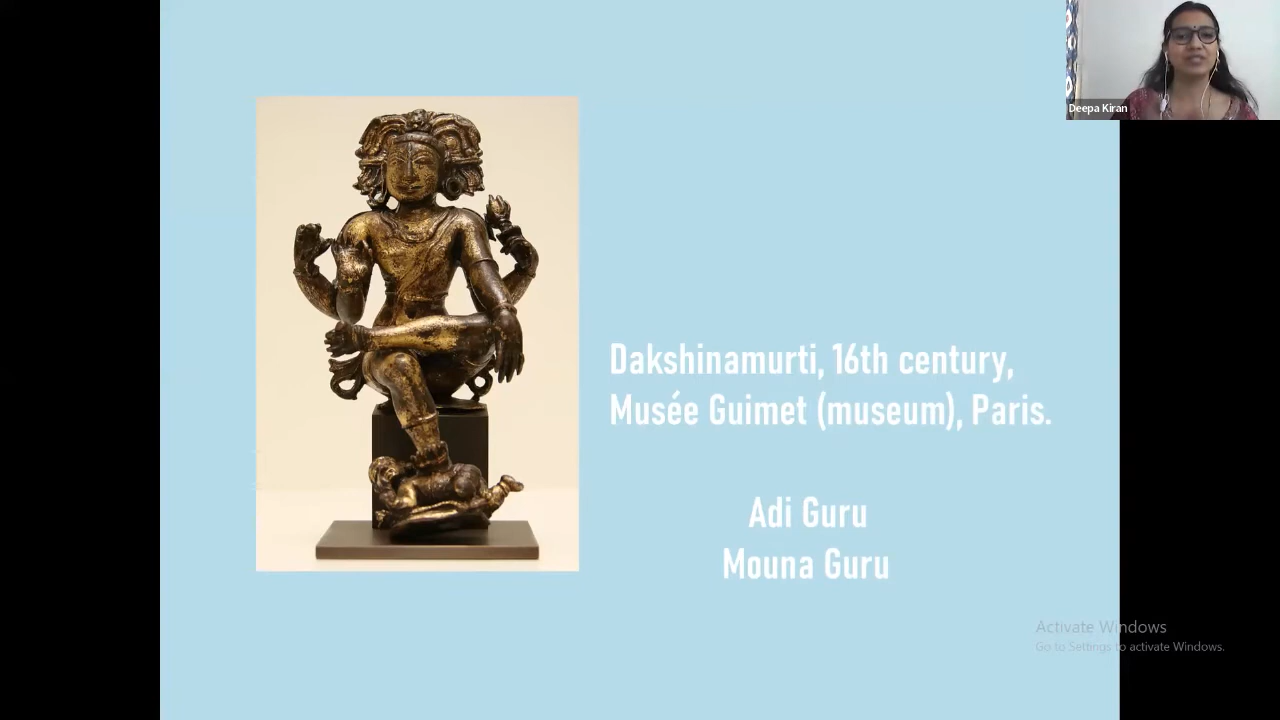 Deepa Kiran
Dakshinamurti, 16th century,
Musée Guimet (museum), Paris.
Adi Guru
Mouna Guru
Activate Windows
Go to Settings to activate Windows.